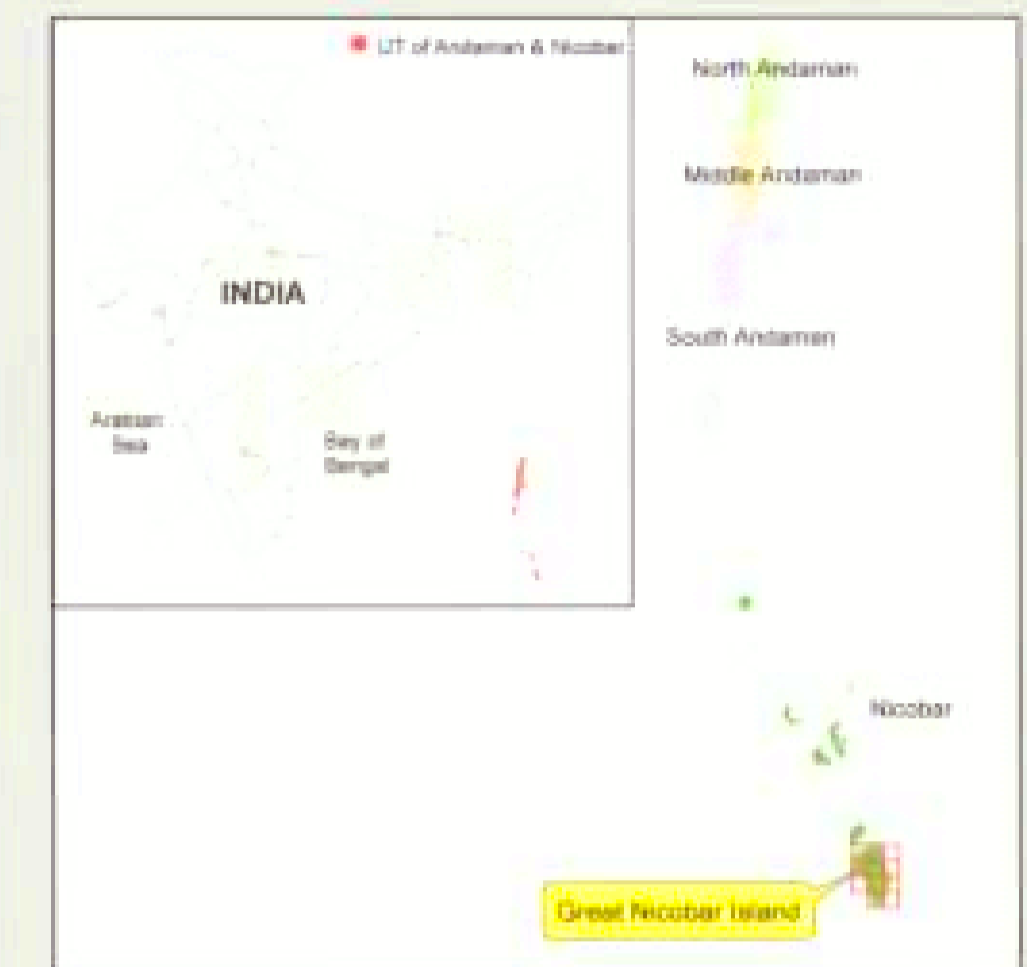 UT of Andaman & Nicobar
North Andaman
Middle Andaman
INDIA
South Andaman
Arabian
Sea
Bay of
Bengal
Nicobar
Great Nicobar Island